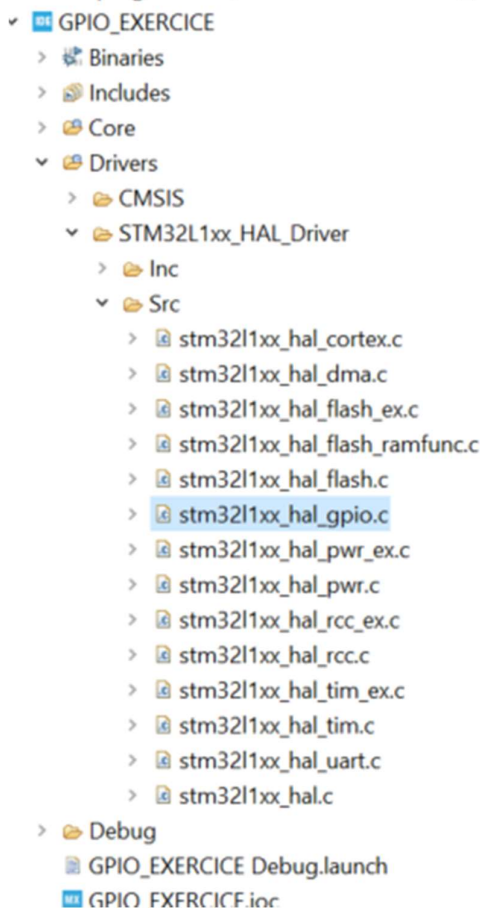 GPIO_EXERCICE
Binaries
Includes
Core
Drivers
CMSIS
STM32L1xx_HAL_Driver
Inc
Src
stm32l1xx_hal_cortex.c
stm32l1xx_hal_dma.c
stm32l1xx_hal_flash_ex.c
stm32l1xx_hal_flash_ramfunc.c
stm32l1xx_hal_flash.c
stm32l1xx_hal_gpio.c
stm32l1xx_hal_pwr_ex.c
stm32l1xx_hal_pwr.c
stm32l1xx_hal_rcc_ex.c
stm32l1xx_hal_rcc.c
stm32l1xx_hal_tim_ex.c
stm32l1xx_hal_tim.c
stm32l1xx_hal_uart.c
stm32l1xx_hal.c
Debug
GPIO_EXERCICE Debug.launch
GPIO_EXERCICE.ioc